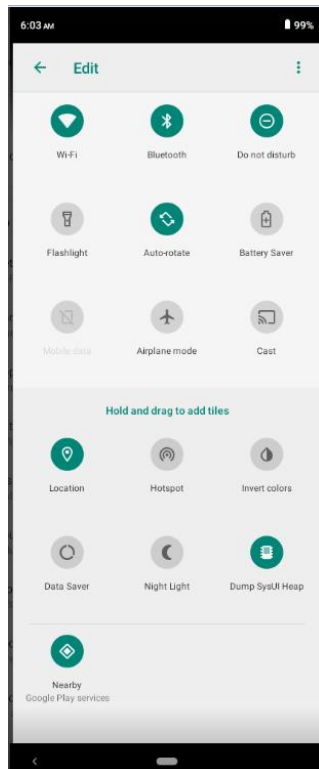 6:03 AM 99%
Edit
Wi-Fi Bluetooth Do not disturb
Flashlight Auto-rotate Battery Saver
Mobile data Airplane mode Cast
Hold and drag to add tiles
Location Hotspot Invert colors
Data Saver Night Light Dump SysUI Heap
Nearby
Google Play services